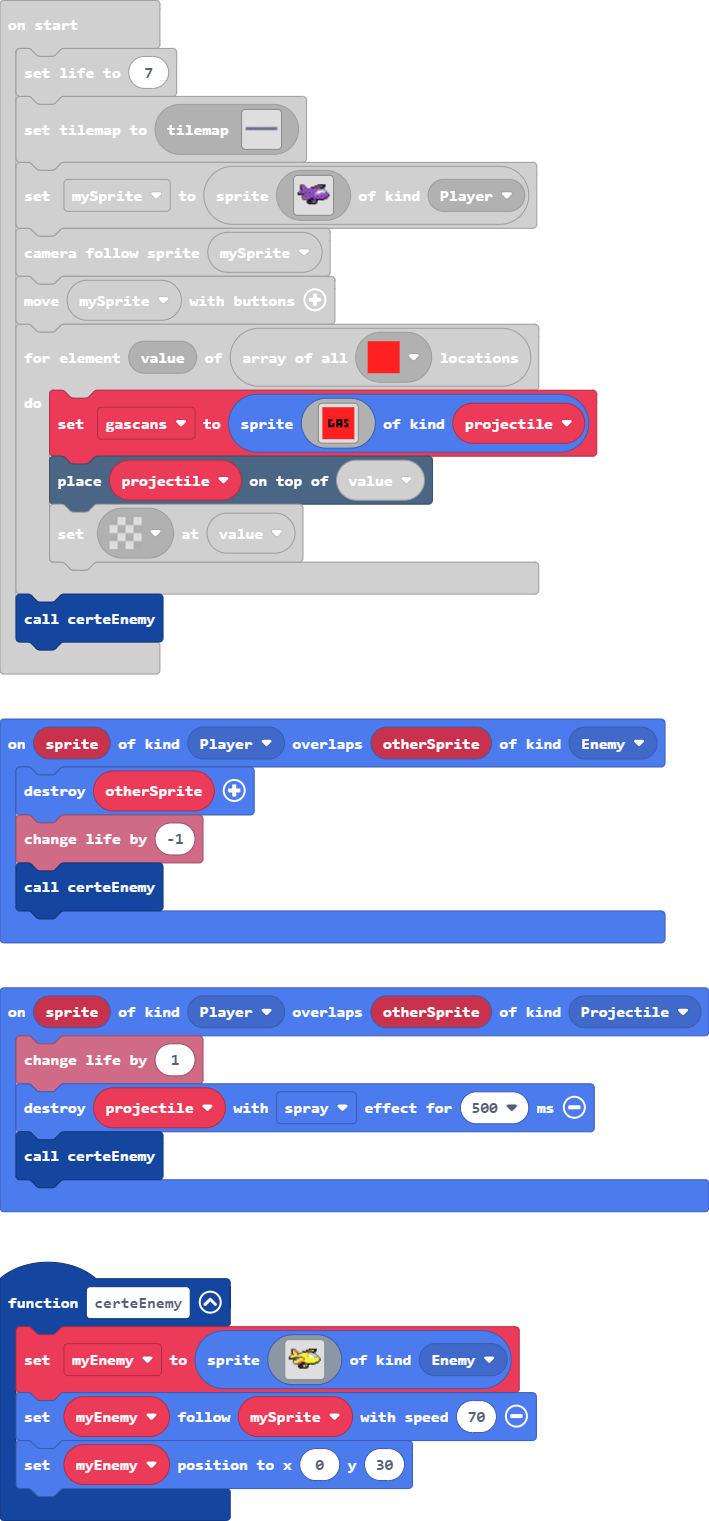 on start
set life to 7
set tilemap to tilemap
set mySprite to sprite of kind Player
camera follow sprite mySprite
move mySprite with buttons
for element value of array of all locations
do
set gascans to sprite GAS of kind projectile
place projectile on top of value
set at value
call certeEnemy
on sprite of kind Player overlaps otherSprite of kind Enemy
destroy otherSprite
change life by -1
call certeEnemy
on sprite of kind Player overlaps otherSprite of kind Projectile
change life by 1
destroy projectile with spray effect for 500 ms
call certeEnemy
function certeEnemy
set myEnemy to sprite of kind Enemy
set myEnemy follow mySprite with speed 70
set myEnemy position to x 0 y 30